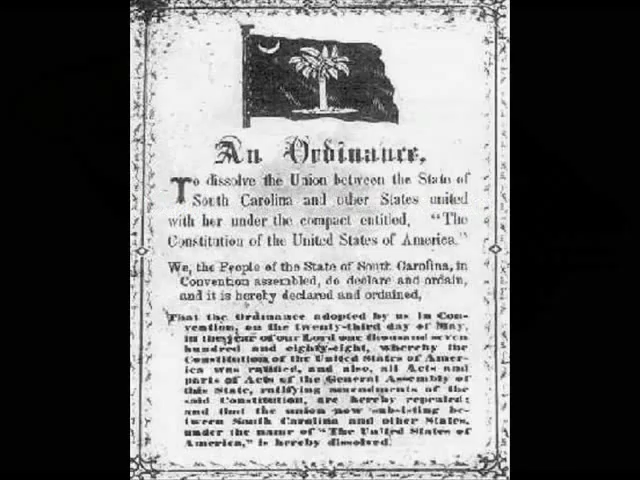 An Ordinance,
To dissolve the Union between the State of
South Carolina and other States united
with her under the compact entitled, "The
Constitution of the United States of America."
We, the People of the State of South Carolina, in
Convention assembled, do declare and ordain,
and it is hereby declared and ordained,
That the Ordinance adopted by us in Con-
vention, on the twenty-third day of May,
in the year of our Lord one thousand seven
hundred and eighty-eight, whereby the
Constitution of the United States of Amer-
ica was ratified, and also, all Acts and
parts of Acts of the General Assembly of
this State, ratifying amendments of the
said Constitution, are hereby repealed;
and that the union now subsisting be-
tween South Carolina and other States,
under the name of "The United States of
America," is hereby dissolved.